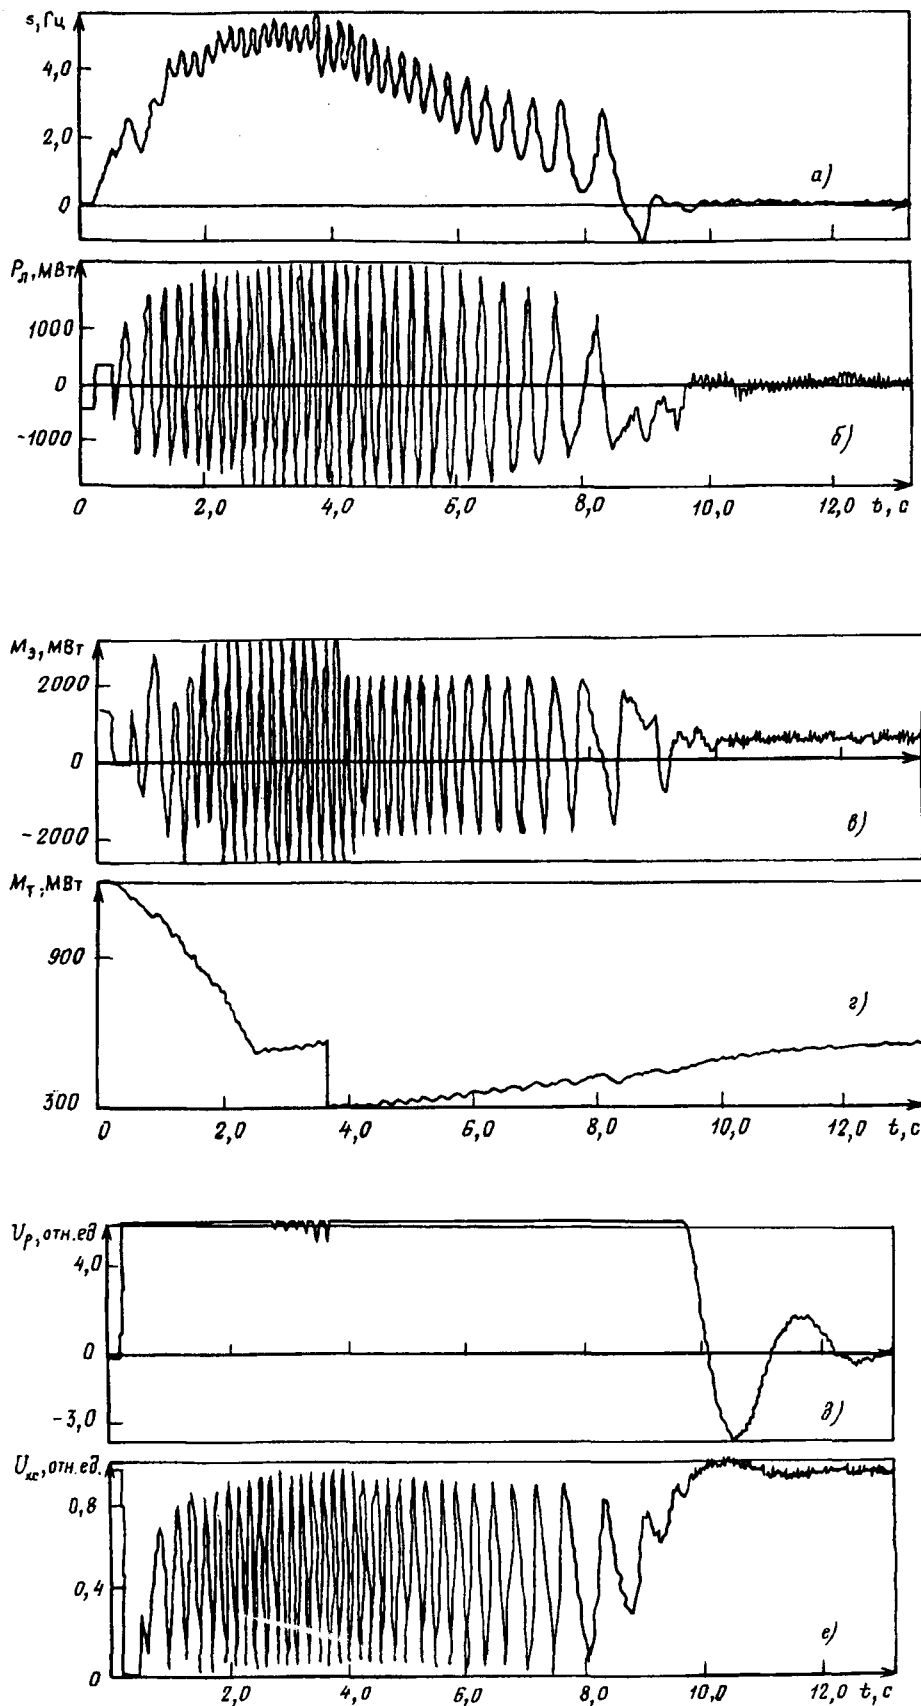 s, Гц
4,0
2,0
0
а)
Pл, МВт
1000
0
-1000
б)
0 2,0 4,0 6,0 8,0 10,0 12,0 t, с
Mэ, МВт
2000
0
-2000
в)
Mт, МВт
900
300
г)
0 2,0 4,0 6,0 8,0 10,0 12,0 t, с
Uр, отн.ед
4,0
0
-3,0
д)
Uхс, отн.ед.
0,8
0,4
0
е)
2,0 4,0 6,0 8,0 10,0 12,0 t, с